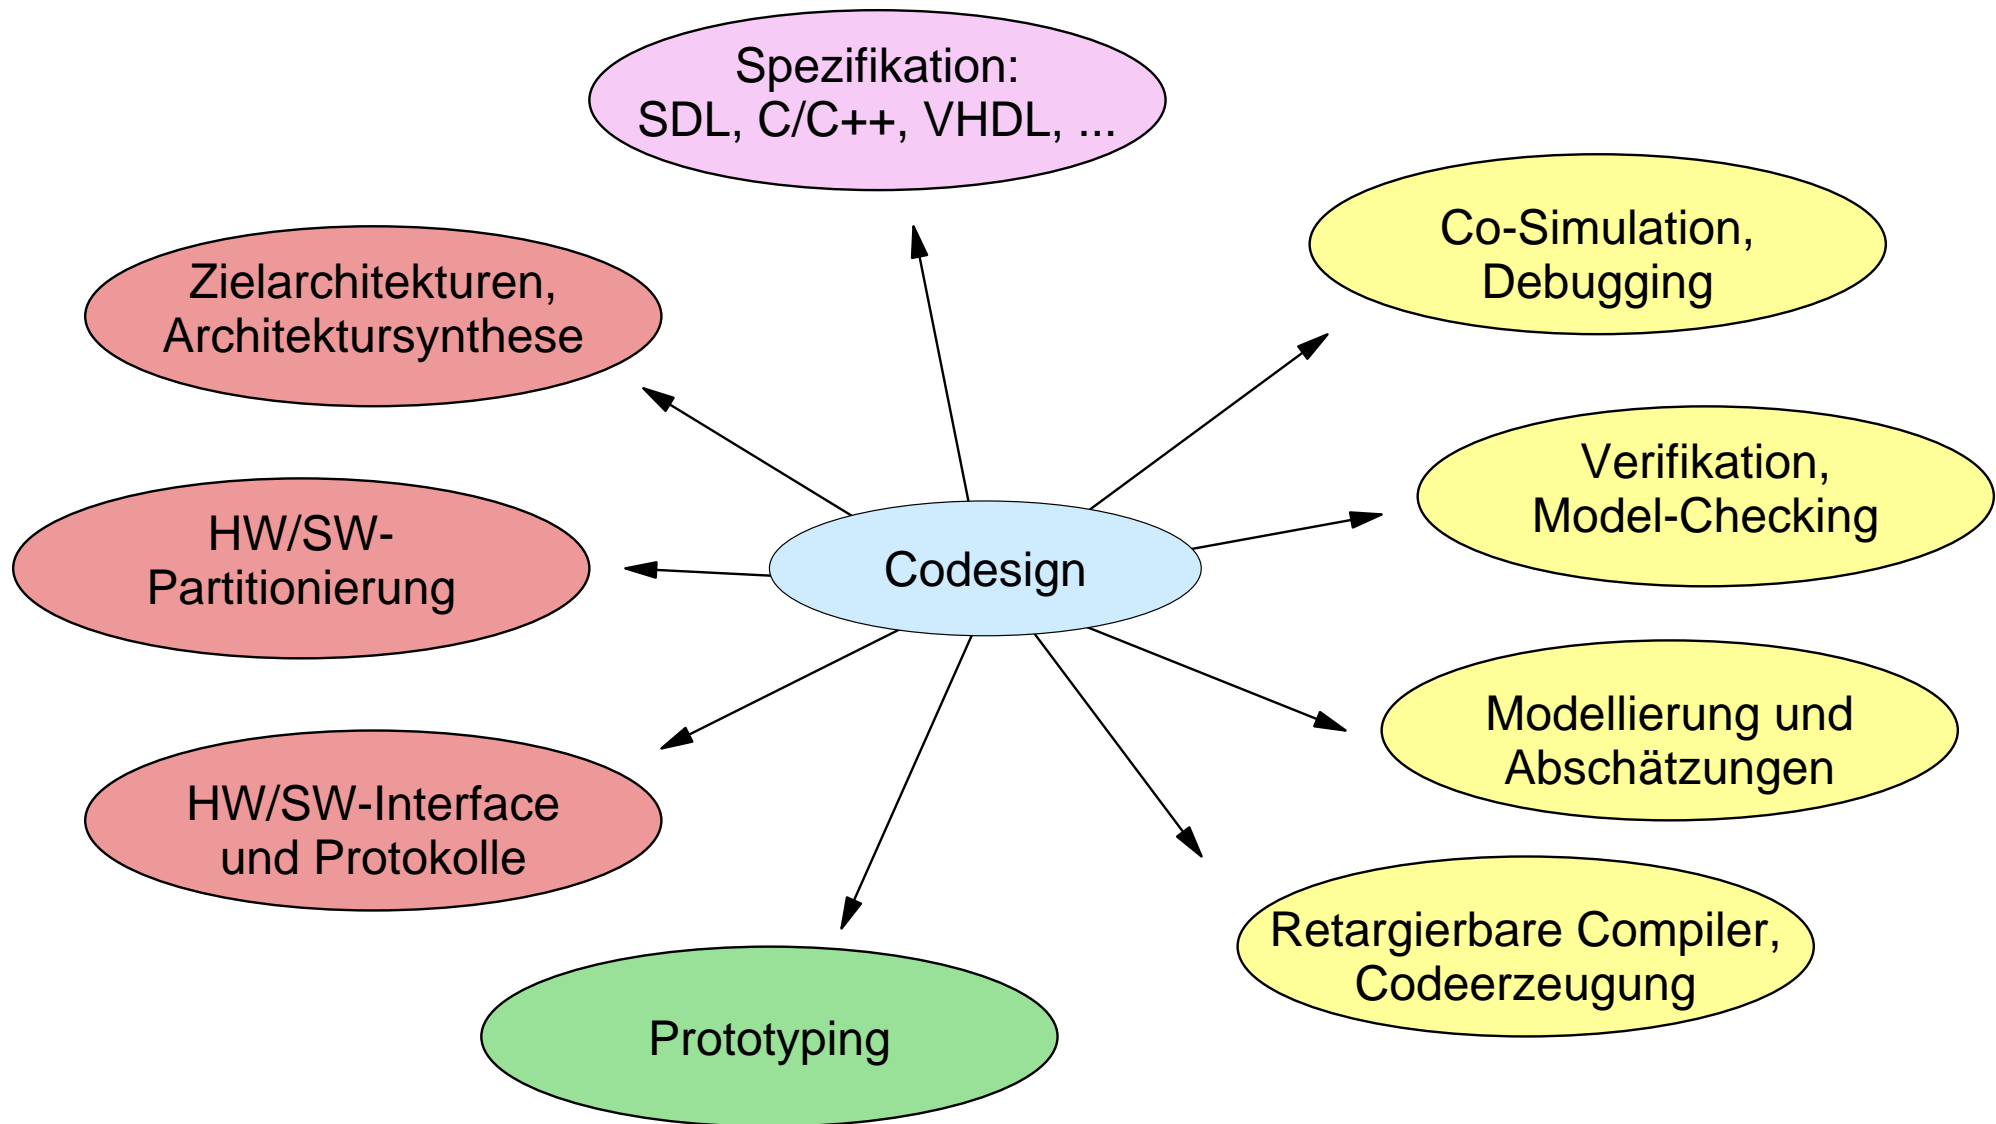 Spezifikation:
SDL, C/C++, VHDL, ...
Co-Simulation,
Debugging
Zielarchitekturen,
Architektursynthese
Verifikation,
Model-Checking
HW/SW-
Partitionierung
Codesign
Modellierung und
Abschätzungen
HW/SW-Interface
und Protokolle
Retargierbare Compiler,
Codeerzeugung
Prototyping